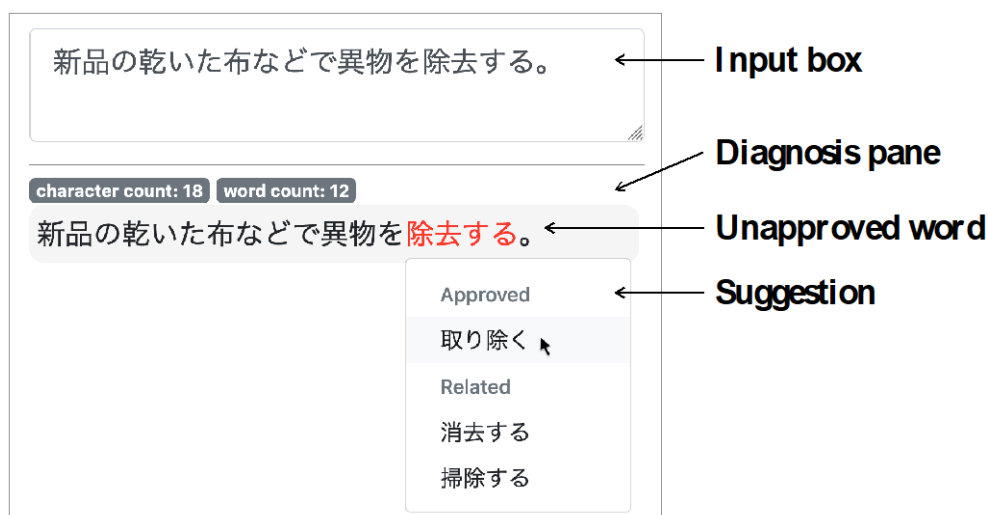 新品の乾いた布などで異物を除去する。
Input box
Diagnosis pane
character count: 18 word count: 12
新品の乾いた布などで異物を除去する。
Unapproved word
Approved
Suggestion
取り除く
Related
消去する
掃除する